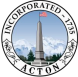 INCORPORATED - 1735
ACTON